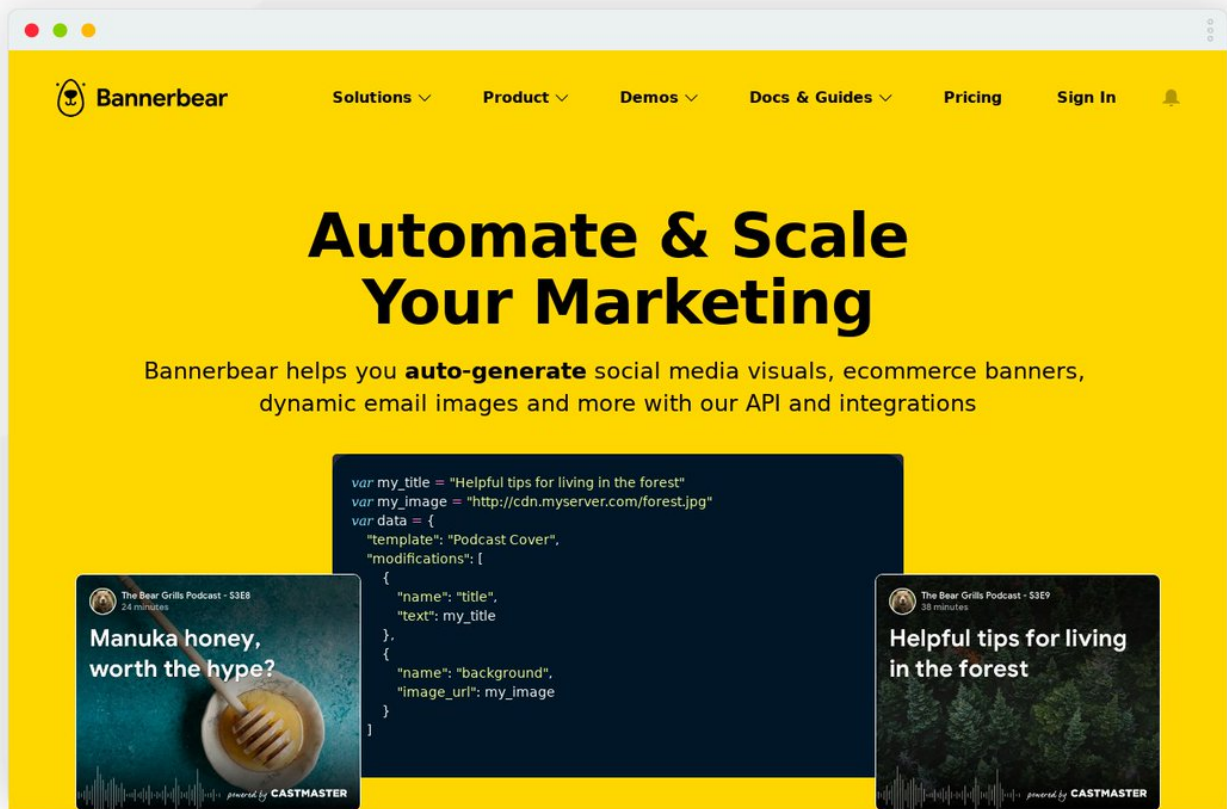 Bannerbear
Solutions Product Demos Docs & Guides Pricing Sign In
Automate & Scale
Your Marketing
Bannerbear helps you auto-generate social media visuals, ecommerce banners,
dynamic email images and more with our API and integrations
var my_title = "Helpful tips for living in the forest"
var my_image = "http://cdn.myserver.com/forest.jpg"
var data = {
"template": "Podcast Cover",
"modifications": [
{
"name": "title",
"text": my_title
},
{
"name": "background",
"image_url": my_image
}
]
The Bear Grills Podcast - S3E8
24 minutes
Manuka honey,
worth the hype?
powered by CASTMASTER
The Bear Grills Podcast - S3E9
38 minutes
Helpful tips for living
in the forest
powered by CASTMASTER